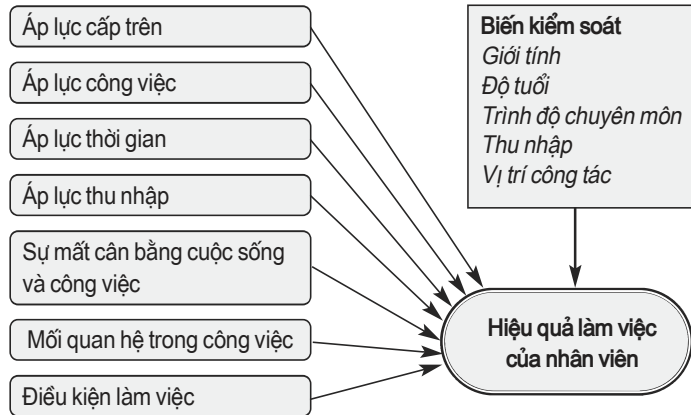 Áp lực cấp trên
Áp lực công việc
Áp lực thời gian
Áp lực thu nhập
Sự mất cân bằng cuộc sống
và công việc
Mối quan hệ trong công việc
Điều kiện làm việc
Biến kiểm soát
Giới tính
Độ tuổi
Trình độ chuyên môn
Thu nhập
Vị trí công tác
Hiệu quả làm việc
của nhân viên